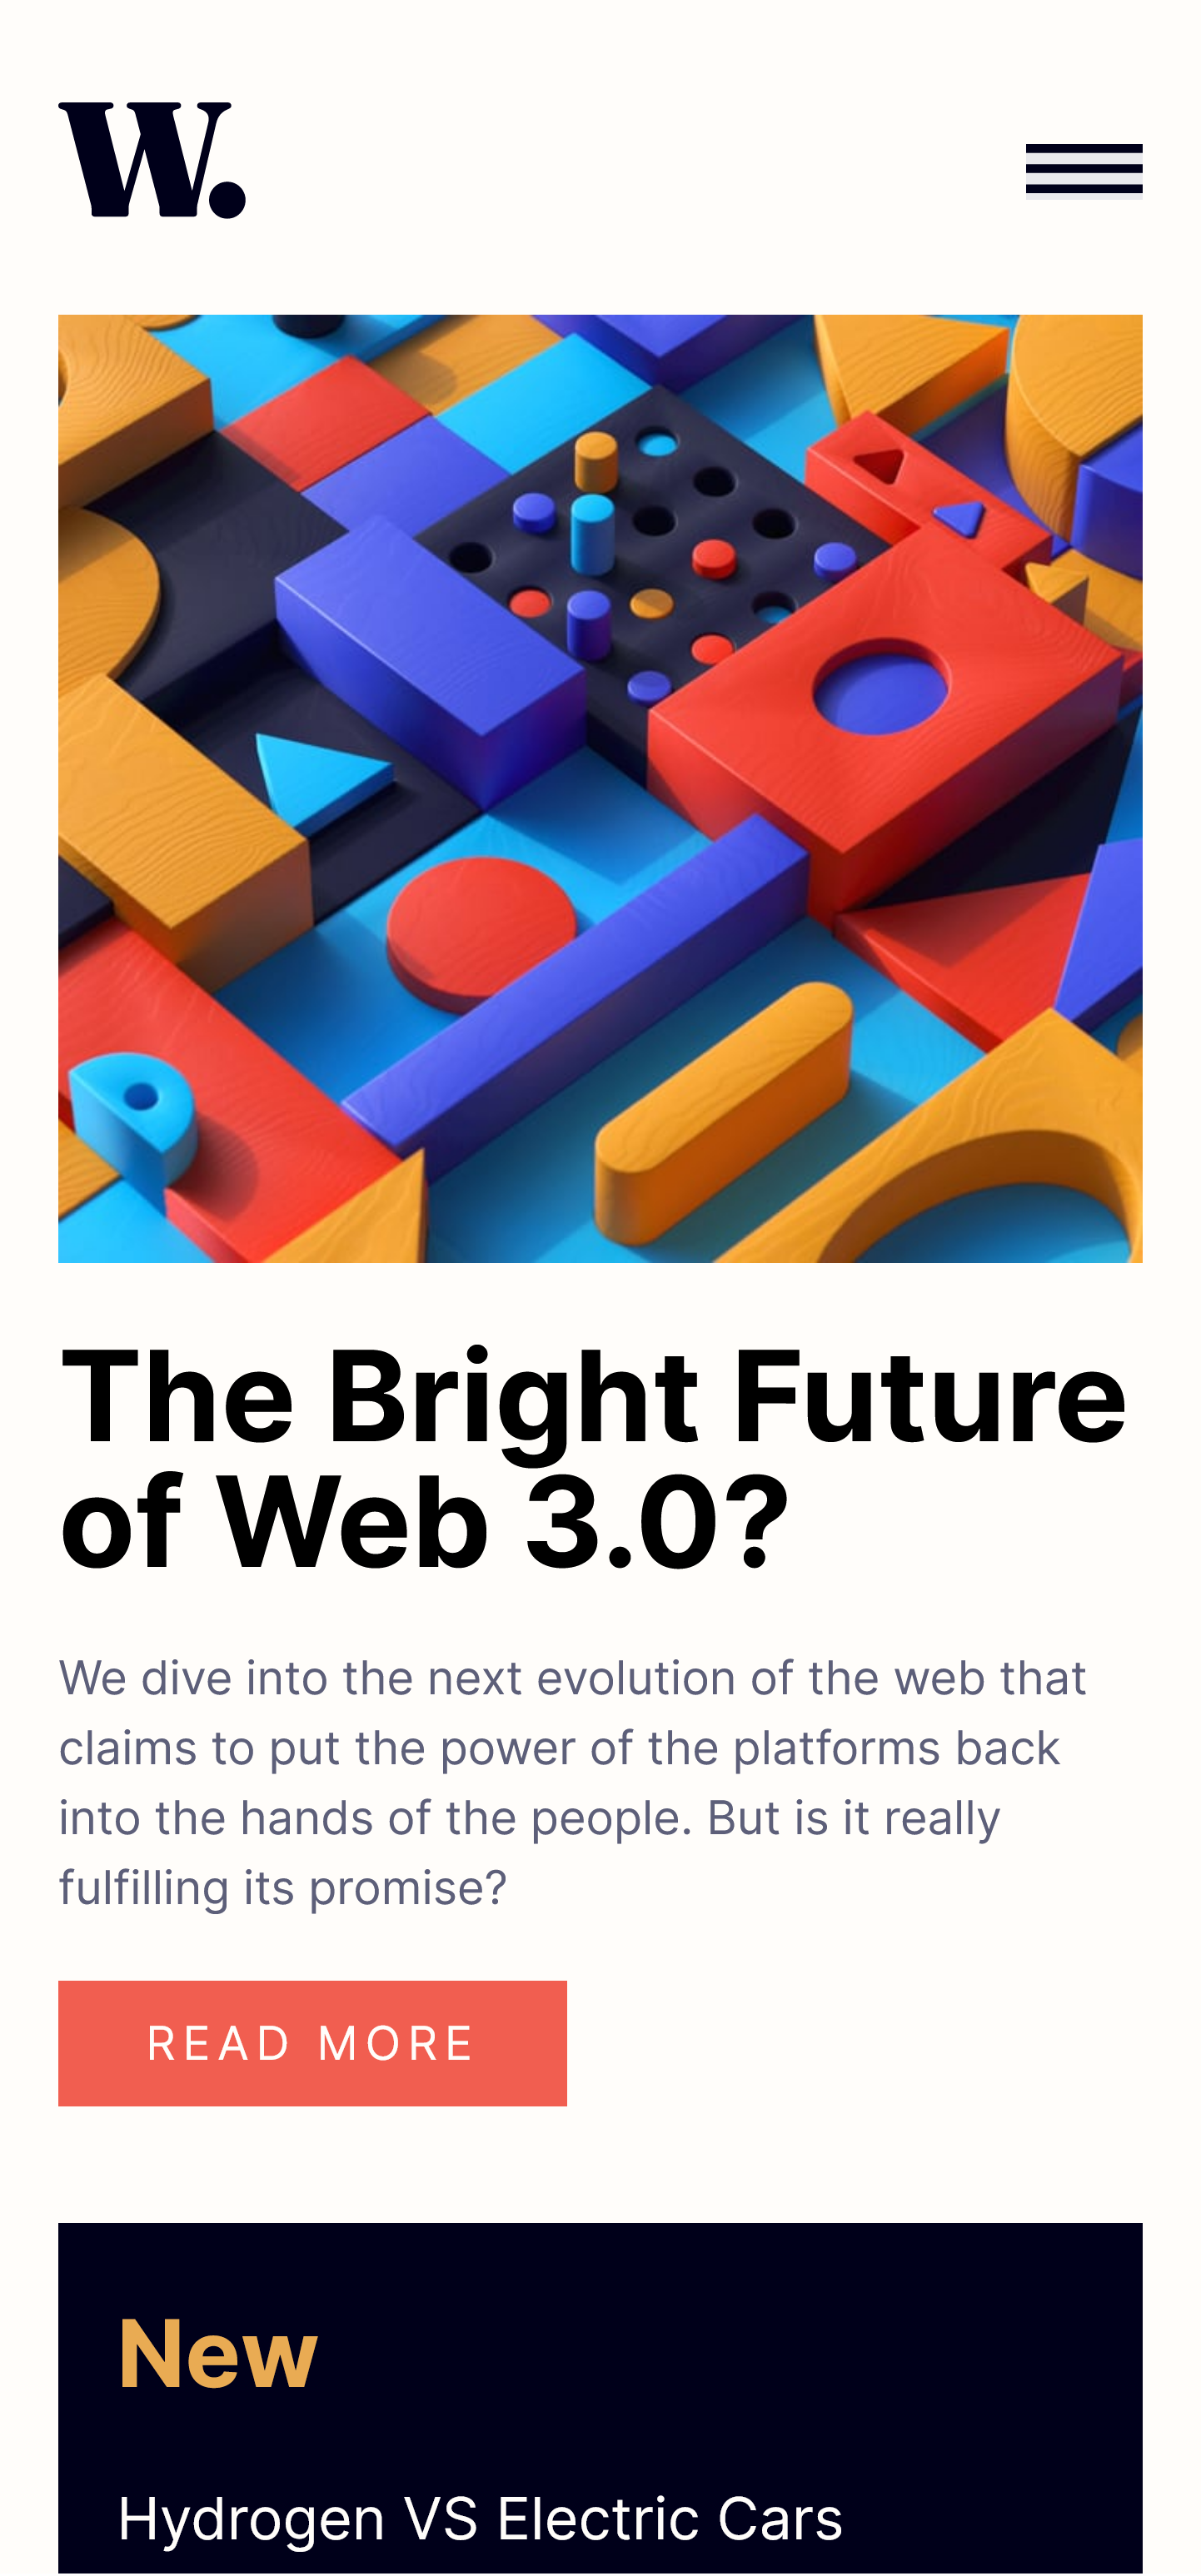 W.
The Bright Future
of Web 3.0?
We dive into the next evolution of the web that
claims to put the power of the platforms back
into the hands of the people. But is it really
fulfilling its promise?
READ MORE
New
Hydrogen VS Electric Cars